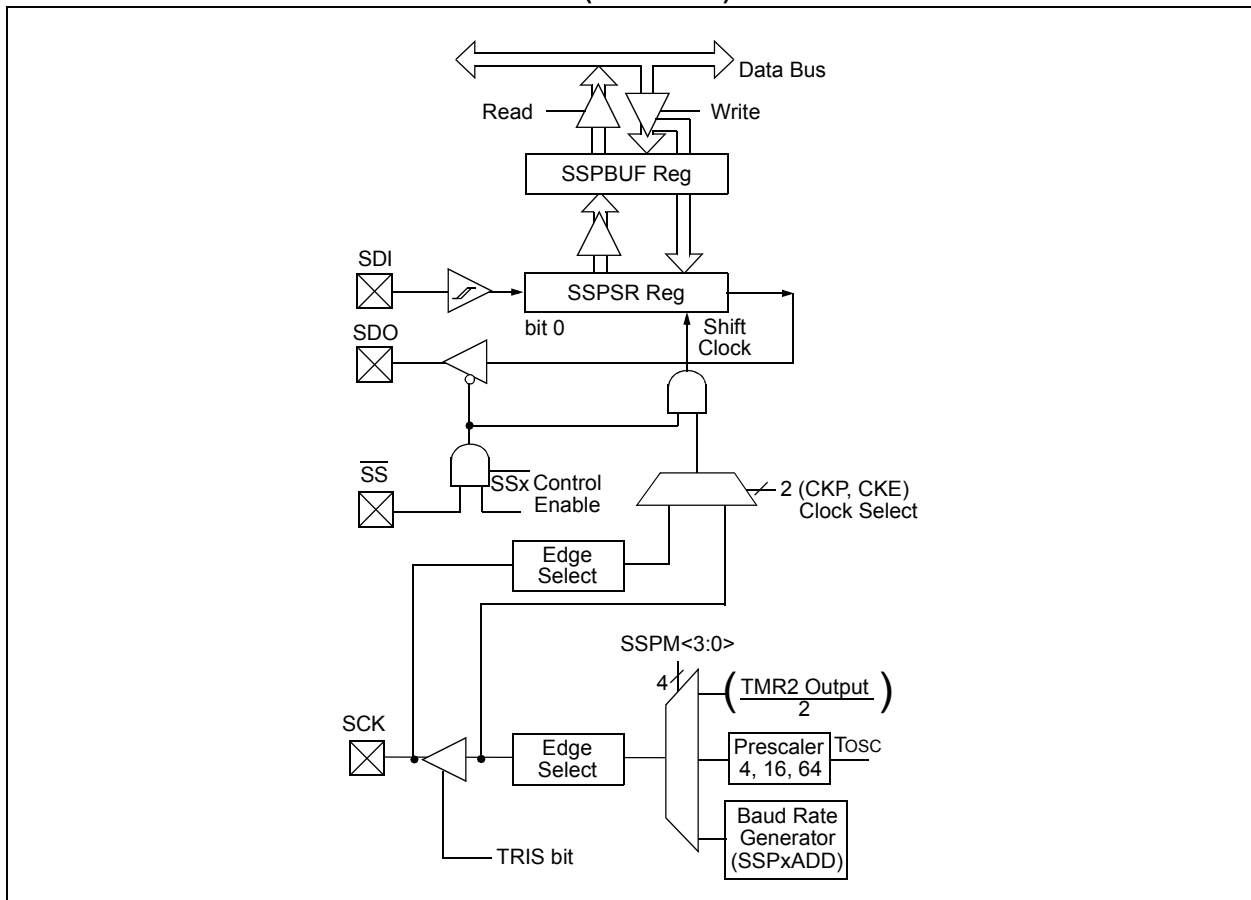 Data Bus
Read
Write
SSPBUF Reg
SDI
SSPSR Reg
bit 0
Shift
Clock
SDO
SS
SSx Control
Enable
2 (CKP, CKE)
Clock Select
Edge
Select
SSPM<3:0>
4
( TMR2 Output )
2
SCK
Edge
Select
Prescaler
4, 16, 64
TOSC
Baud Rate
Generator
(SSPxADD)
TRIS bit